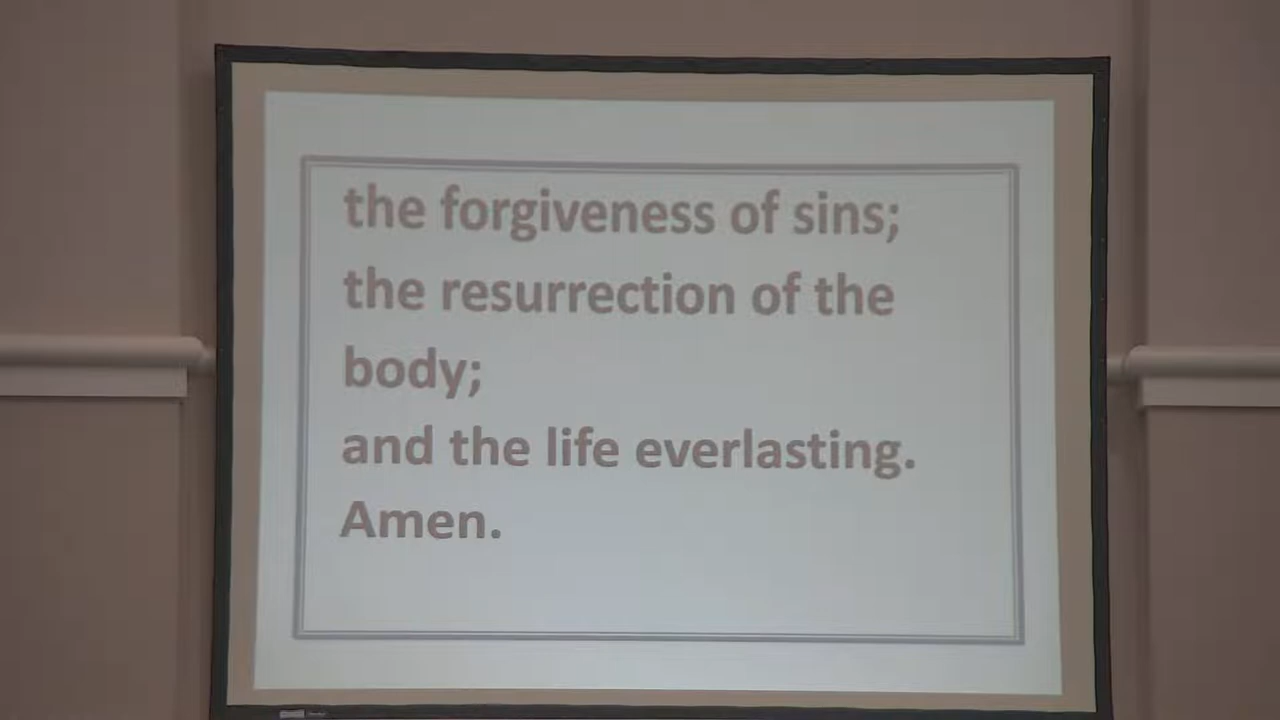 the forgiveness of sins;
the resurrection of the
body;
and the life everlasting.
Amen.